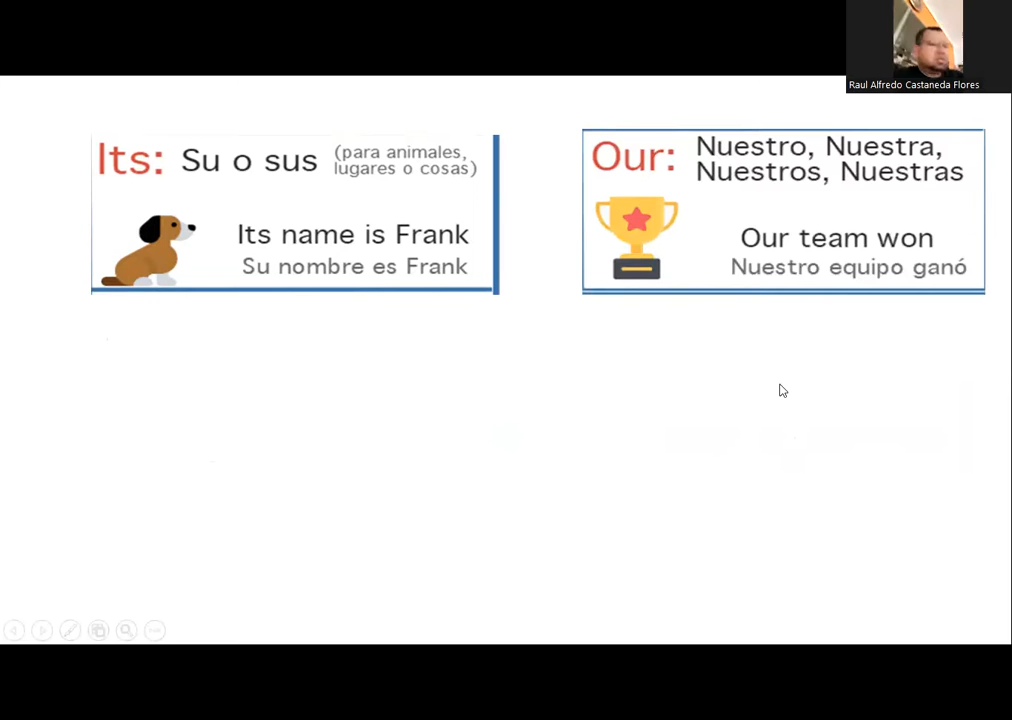 Raul Alfredo Castaneda Flores
Its: Su o sus (para animales,
lugares o cosas)
Its name is Frank
Su nombre es Frank
Our: Nuestro, Nuestra,
Nuestros, Nuestras
Our team won
Nuestro equipo ganó